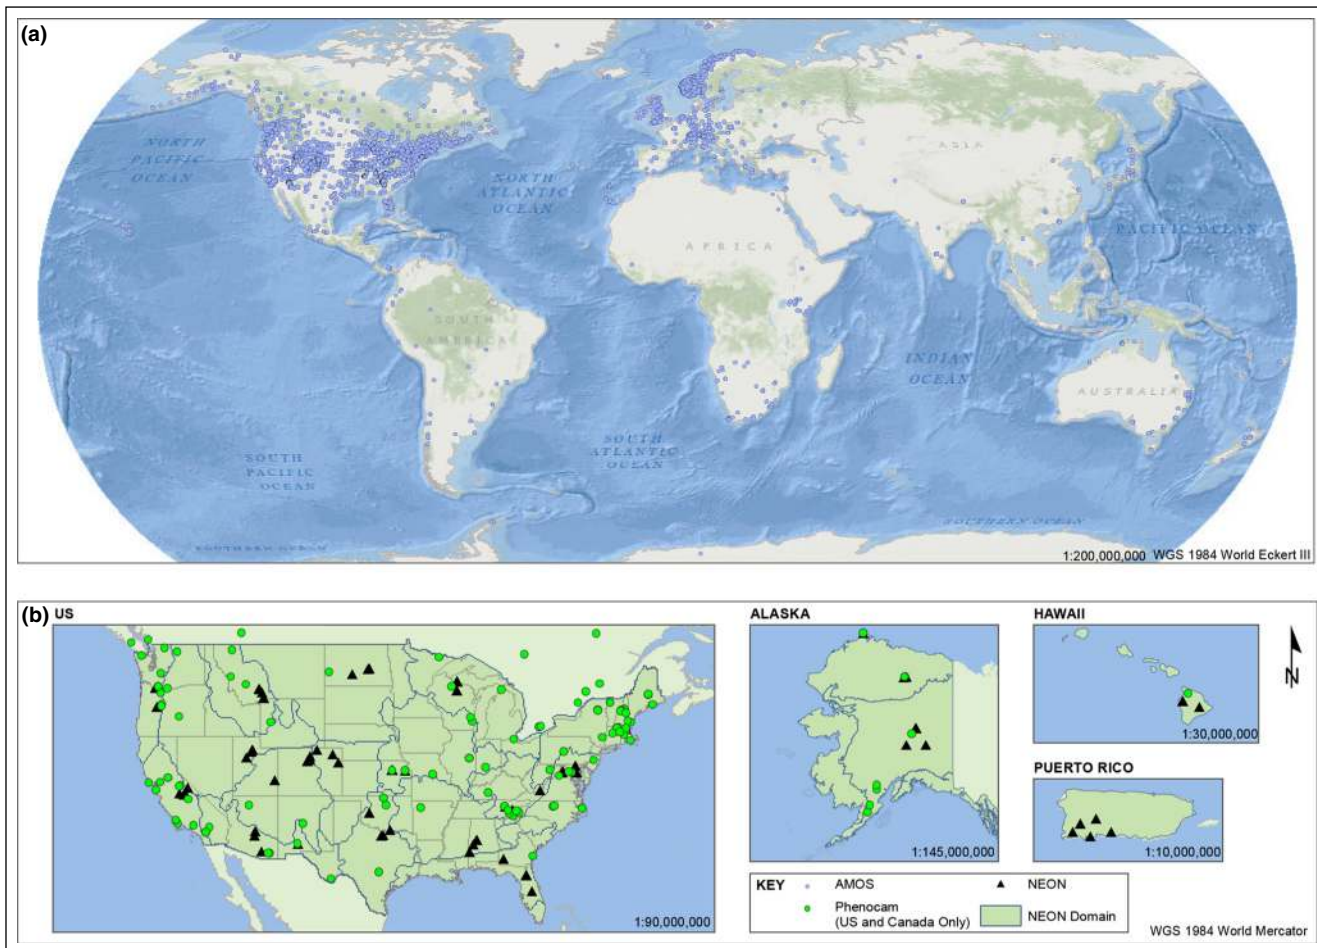 (a)
NORTH
PACIFIC
OCEAN
NORTH
ATLANTIC
OCEAN
ASIA
PACIFIC OCEAN
AFRICA
SOUTH
AMERICA
INDIAN
OCEAN
AUSTRALIA
SOUTH
PACIFIC
OCEAN
SOUTH
ATLANTIC
OCEAN
SOUTHERN OCEAN
SOUTHERN OCEAN
1:200,000,000 WGS 1984 World Eckert III
(b) US
1:90,000,000
ALASKA
1:145,000,000
HAWAII
1:30,000,000
N
PUERTO RICO
1:10,000,000
KEY
AMOS
NEON
Phenocam
(US and Canada Only)
NEON Domain
WGS 1984 World Mercator